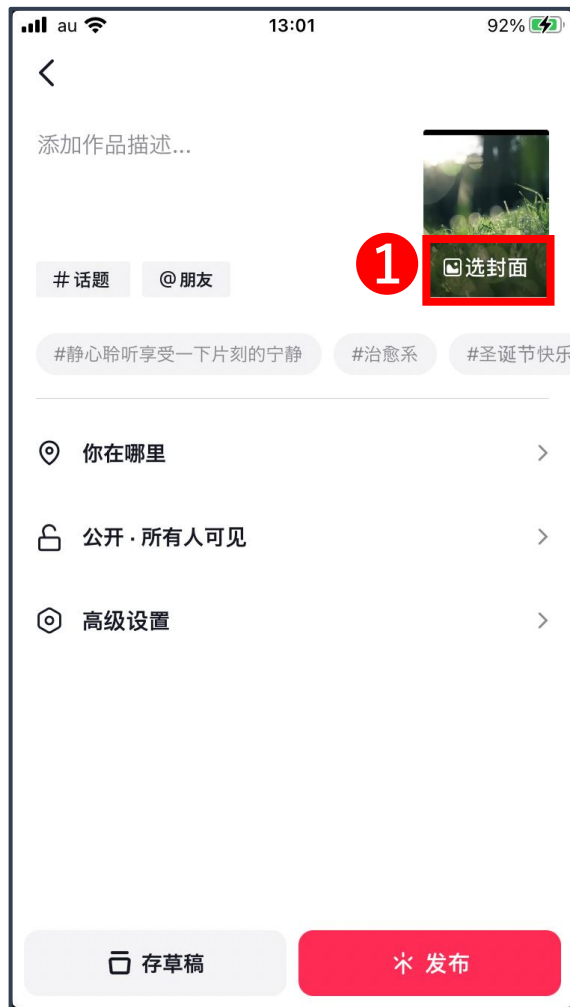 au 13:01 92%
添加作品描述...
1
选封面
#话题 @朋友
#静心聆听享受一下片刻的宁静 #治愈系 #圣诞节快乐
你在哪里
公开 · 所有人可见
高级设置
存草稿 发布